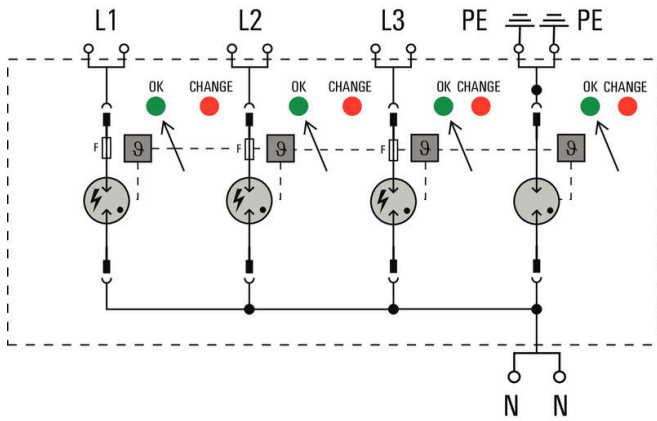 L1 L2 L3 PE PE
OK CHANGE OK CHANGE OK CHANGE OK CHANGE
F ϑ F ϑ F ϑ ϑ
N N